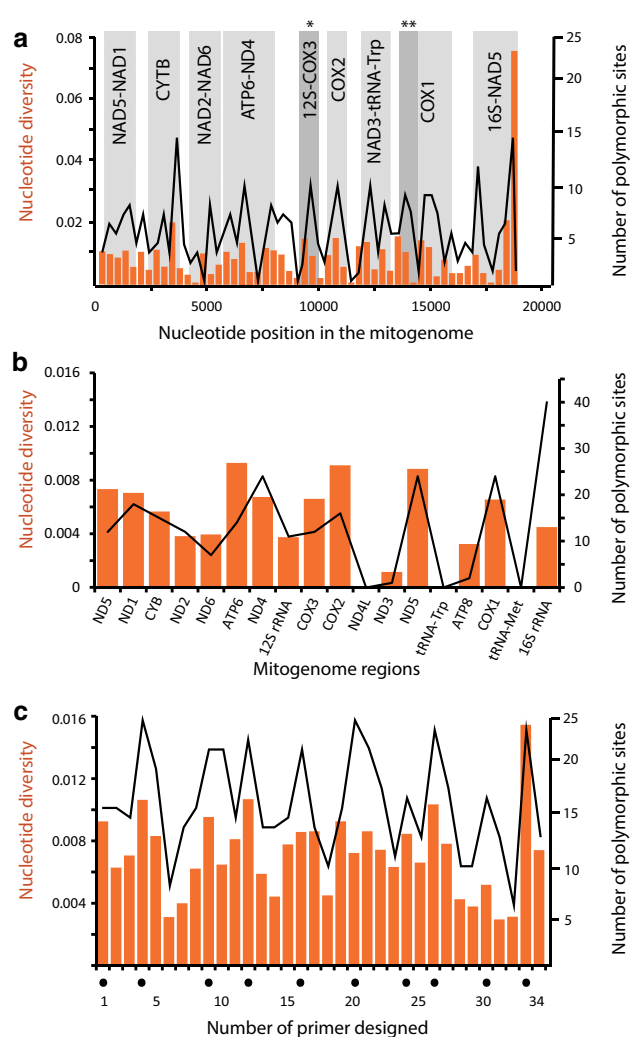 a
*
**
Nucleotide diversity
0.08
0.06
0.04
0.02
NAD5-NAD1
CYTB
NAD2-NAD6
ATP6-ND4
12S-COX3
COX2
NAD3-tRNA-Trp
COX1
16S-NAD5
25
20
15
10
5
Number of polymorphic sites
0
5000
10000
15000
20000
Nucleotide position in the mitogenome
b
Nucleotide diversity
0.016
0.012
0.008
0.004
0
40
30
20
10
0
Number of polymorphic sites
ND5
ND1
CYB
ND2
ND6
ATP6
ND4
12S rRNA
COX3
COX2
ND4L
ND3
ND5
tRNA-Trp
ATP8
COX1
tRNA-Met
16S rRNA
Mitogenome regions
c
Nucleotide diversity
0.016
0.012
0.008
0.004
25
20
15
10
5
Number of polymorphic sites
1
5
10
15
20
25
30
34
Number of primer designed